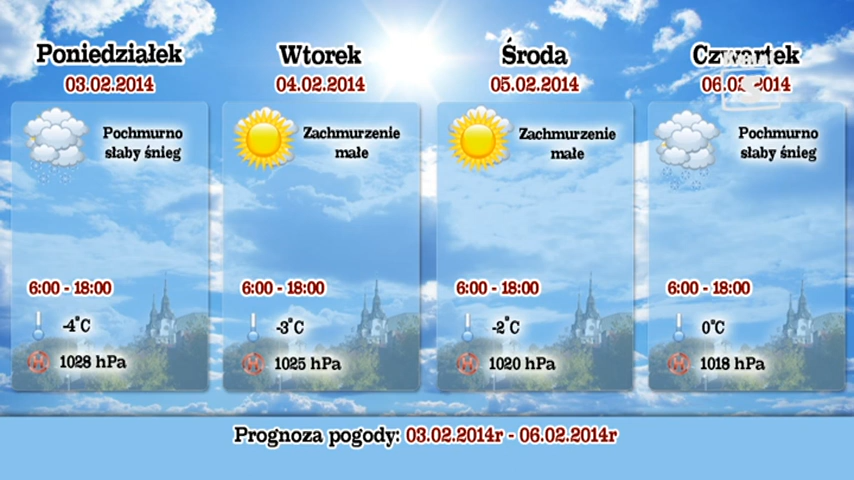 Poniedziałek
03.02.2014
Pochmurno
słaby śnieg
6:00 - 18:00
-4°C
1028 hPa
Wtorek
04.02.2014
Zachmurzenie
małe
6:00 - 18:00
-3°C
1025 hPa
Środa
05.02.2014
Zachmurzenie
małe
6:00 - 18:00
-2°C
1020 hPa
Czwartek
06.02.2014
Pochmurno
słaby śnieg
6:00 - 18:00
0°C
1018 hPa
Prognoza pogody: 03.02.2014r - 06.02.2014r